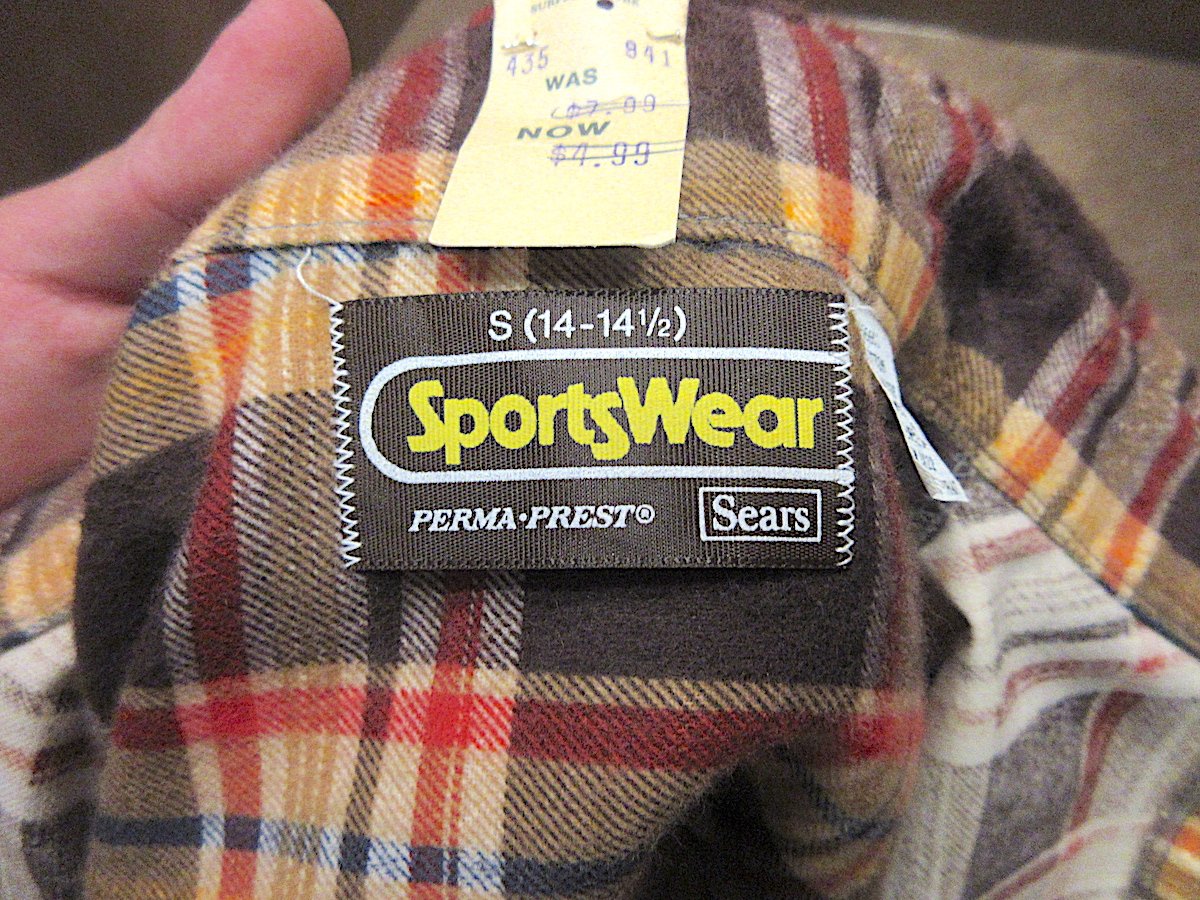 435 841
WAS
$7.99
NOW
$4.99
S (14-14½)
SportsWear
PERMA·PREST® Sears